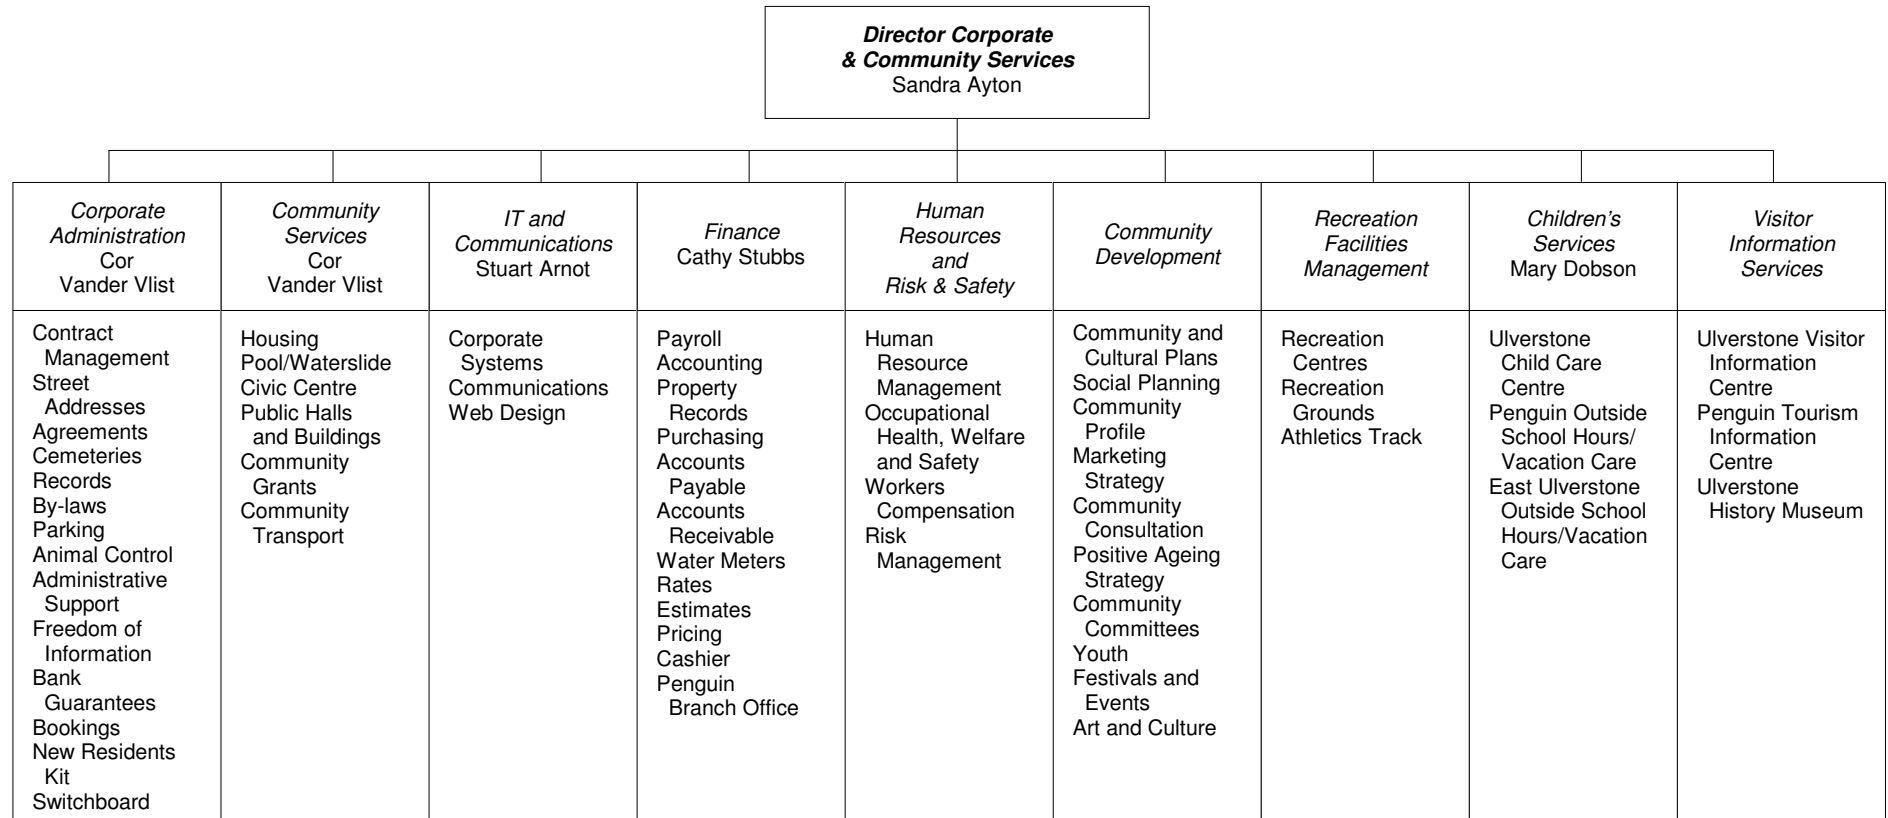 Director Corporate
& Community Services
Sandra Ayton
Corporate
Administration
Cor
Vander Vlist
Contract
Management
Street
Addresses
Agreements
Cemeteries
Records
By-laws
Parking
Animal Control
Administrative
Support
Freedom of
Information
Bank
Guarantees
Bookings
New Residents
Kit
Switchboard
Community
Services
Cor
Vander Vlist
Housing
Pool/Waterslide
Civic Centre
Public Halls
and Buildings
Community
Grants
Community
Transport
IT and
Communications
Stuart Arnot
Corporate
Systems
Communications
Web Design
Finance
Cathy Stubbs
Payroll
Accounting
Property
Records
Purchasing
Accounts
Payable
Accounts
Receivable
Water Meters
Rates
Estimates
Pricing
Cashier
Penguin
Branch Office
Human
Resources
and
Risk & Safety
Human
Resource
Management
Occupational
Health, Welfare
and Safety
Workers
Compensation
Risk
Management
Community
Development
Community and
Cultural Plans
Social Planning
Community
Profile
Marketing
Strategy
Community
Consultation
Positive Ageing
Strategy
Community
Committees
Youth
Festivals and
Events
Art and Culture
Recreation
Facilities
Management
Recreation
Centres
Recreation
Grounds
Athletics Track
Children's
Services
Mary Dobson
Ulverstone
Child Care
Centre
Penguin Outside
School Hours/
Vacation Care
East Ulverstone
Outside School
Hours/Vacation
Care
Visitor
Information
Services
Ulverstone Visitor
Information
Centre
Penguin Tourism
Information
Centre
Ulverstone
History Museum